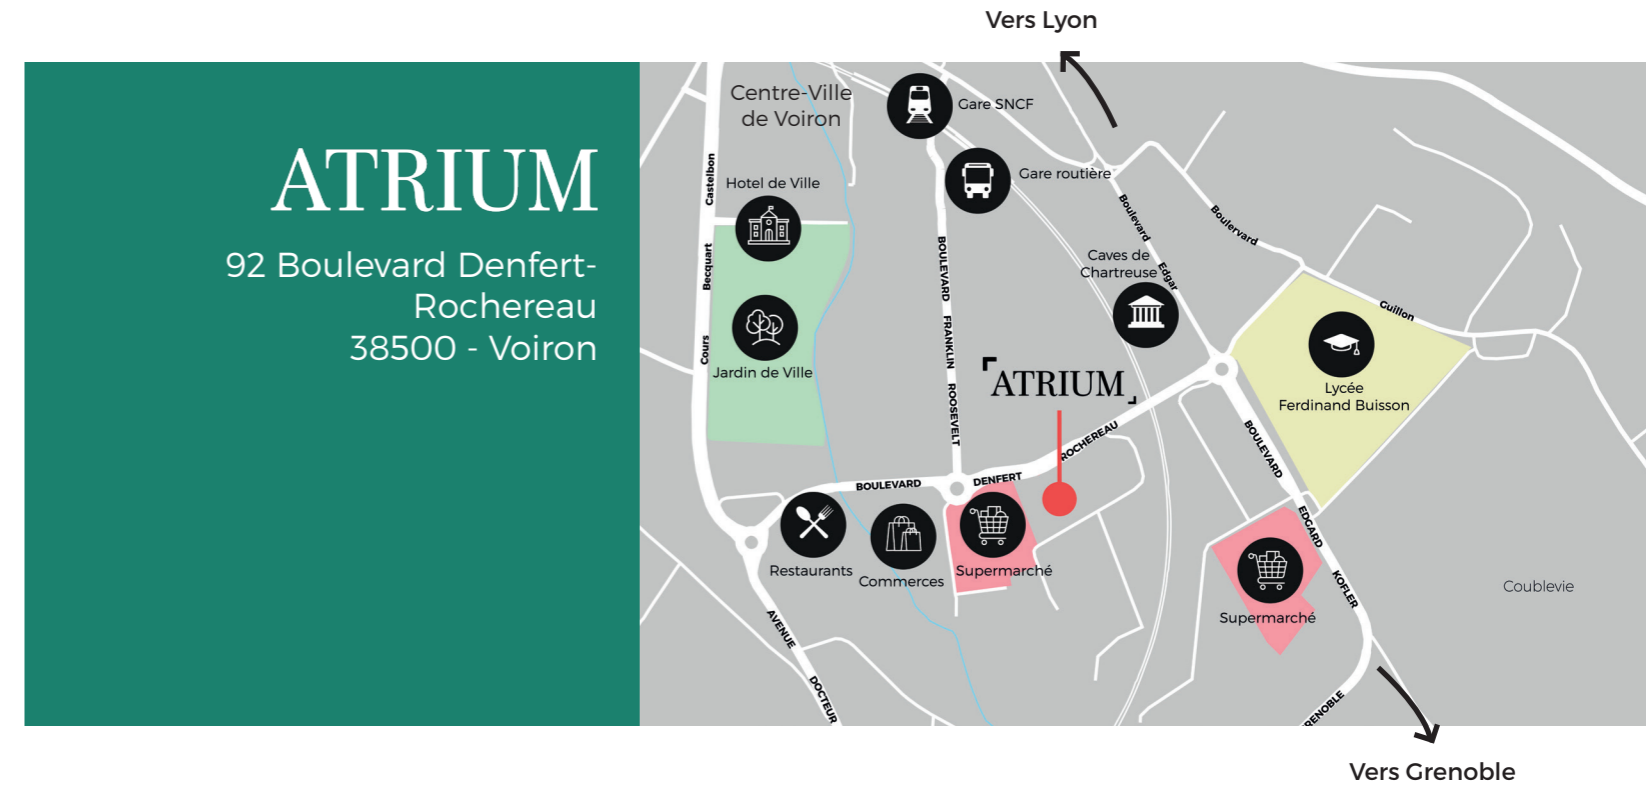 Vers Lyon
ATRIUM
92 Boulevard Denfert-
Rochereau
38500 - Voiron
Centre-Ville
de Voiron
Gare SNCF
Gare routière
Castelbon
Hotel de Ville
Becquart
Cours
Jardin de Ville
BOULEVARD
FRANKLIN
ROOSEVELT
Boulevard
Edgar
Boulervard
Guillon
Caves de
Chartreuse
ATRIUM
Lycée
Ferdinand Buisson
BOULEVARD
DENFERT
ROCHEREAU
BOULEVARD
EDGARD
KOFLER
Restaurants
Commerces
Supermarché
Supermarché
Coublevie
AVENUE
DOCTEUR
RENOBLE
Vers Grenoble